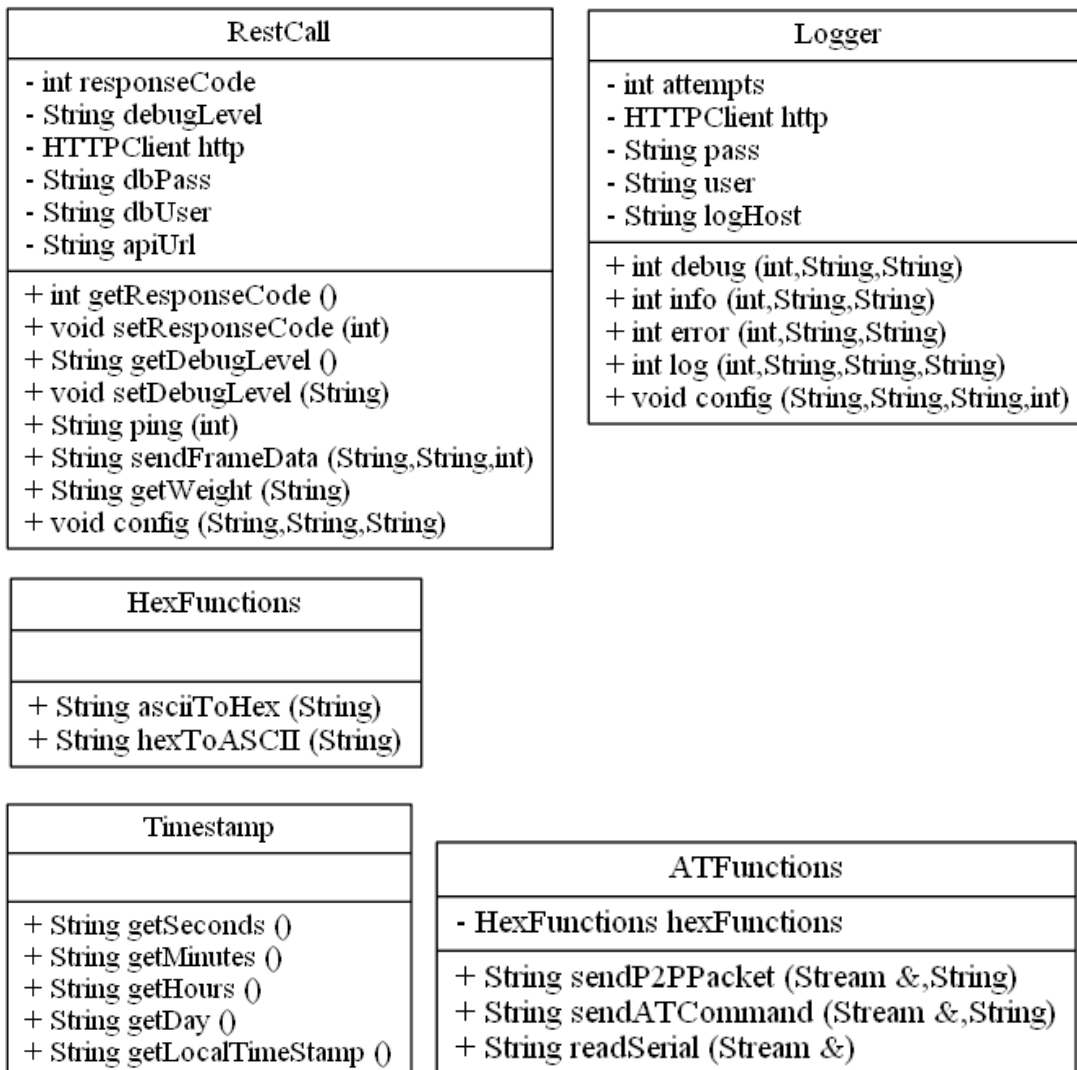 RestCall
- int responseCode
- String debugLevel
- HTTPClient http
- String dbPass
- String dbUser
- String apiUrl
+ int getResponseCode ()
+ void setResponseCode (int)
+ String getDebugLevel ()
+ void setDebugLevel (String)
+ String ping (int)
+ String sendFrameData (String,String,int)
+ String getWeight (String)
+ void config (String,String,String)
Logger
- int attempts
- HTTPClient http
- String pass
- String user
- String logHost
+ int debug (int,String,String)
+ int info (int,String,String)
+ int error (int,String,String)
+ int log (int,String,String,String)
+ void config (String,String,String,int)
HexFunctions
+ String asciiToHex (String)
+ String hexToASCII (String)
Timestamp
+ String getSeconds ()
+ String getMinutes ()
+ String getHours ()
+ String getDay ()
+ String getLocalTimeStamp ()
ATFunctions
- HexFunctions hexFunctions
+ String sendP2PPacket (Stream &,String)
+ String sendATCommand (Stream &,String)
+ String readSerial (Stream &)